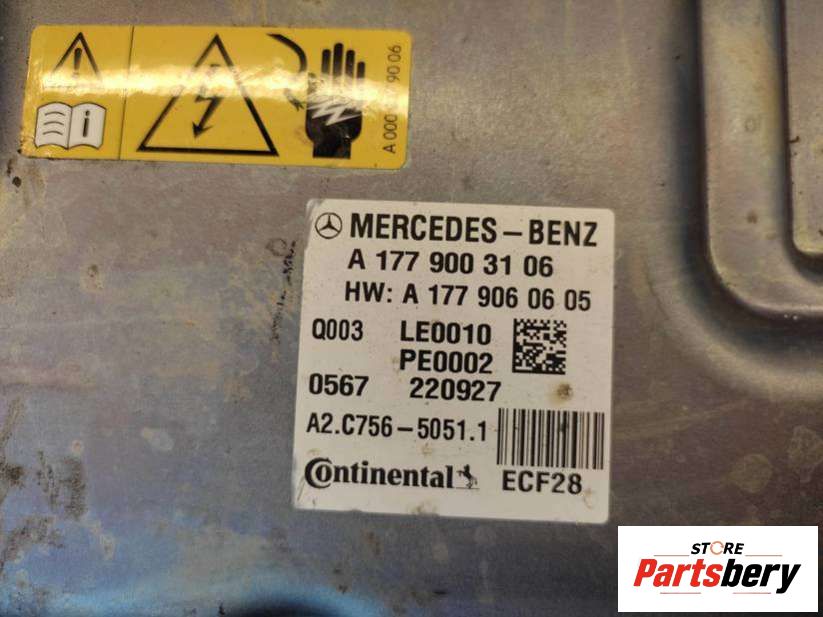 MERCEDES-BENZ
A 177 900 31 06
HW: A 177 906 06 05
Q003 LE0010
PE0002
0567 220927
A2.C756-5051.1
Continental ECF28
STORE
Partsbery